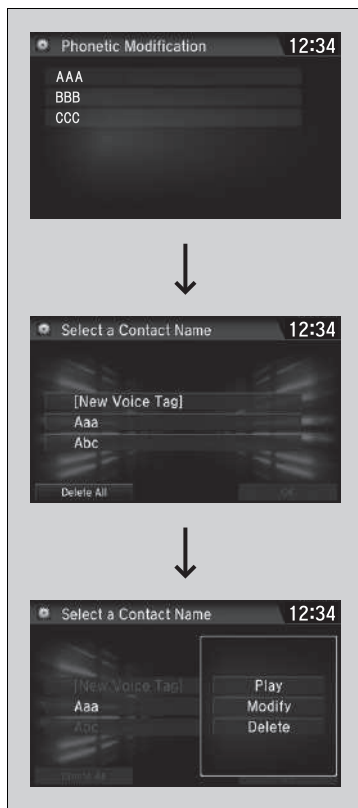 Phonetic Modification 12:34
AAA
BBB
CCC
Select a Contact Name 12:34
[New Voice Tag]
Aaa
Abc
Delete All OK
Select a Contact Name 12:34
[New Voice Tag]
Play
Aaa
Modify
Abc
Delete
Delete All